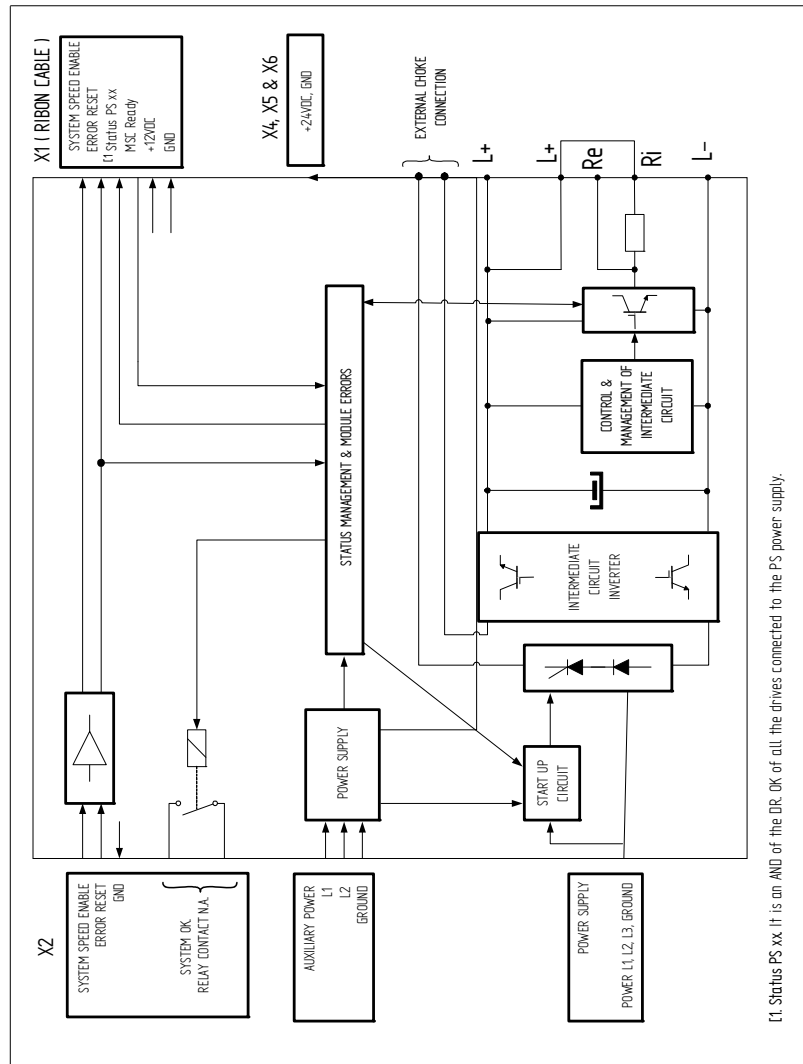 X1 ( RIBON CABLE )
SYSTEM SPEED ENABLE
ERROR RESET
[1 Status PS xx
MSC Ready
+12VDC
GND
X4, X5 & X6
+24VDC, GND
EXTERNAL CHOKE
CONNECTION
L+
L+
Re
Ri
L-
STATUS MANAGEMENT & MODULE ERRORS
CONTROL &
MANAGEMENT OF
INTERMEDIATE
CIRCUIT
INTERMEDIATE
CIRCUIT
INVERTER
POWER SUPPLY
START UP
CIRCUIT
X2
SYSTEM SPEED ENABLE
ERROR RESET
GND
SYSTEM OK
RELAY CONTACT N.A.
AUXILIARY POWER
L1
L2
GROUND
POWER SUPPLY
POWER L1, L2, L3, GROUND
[1. Status PS xx. It is an AND of the DR. OK of all the drives connected to the PS power supply.